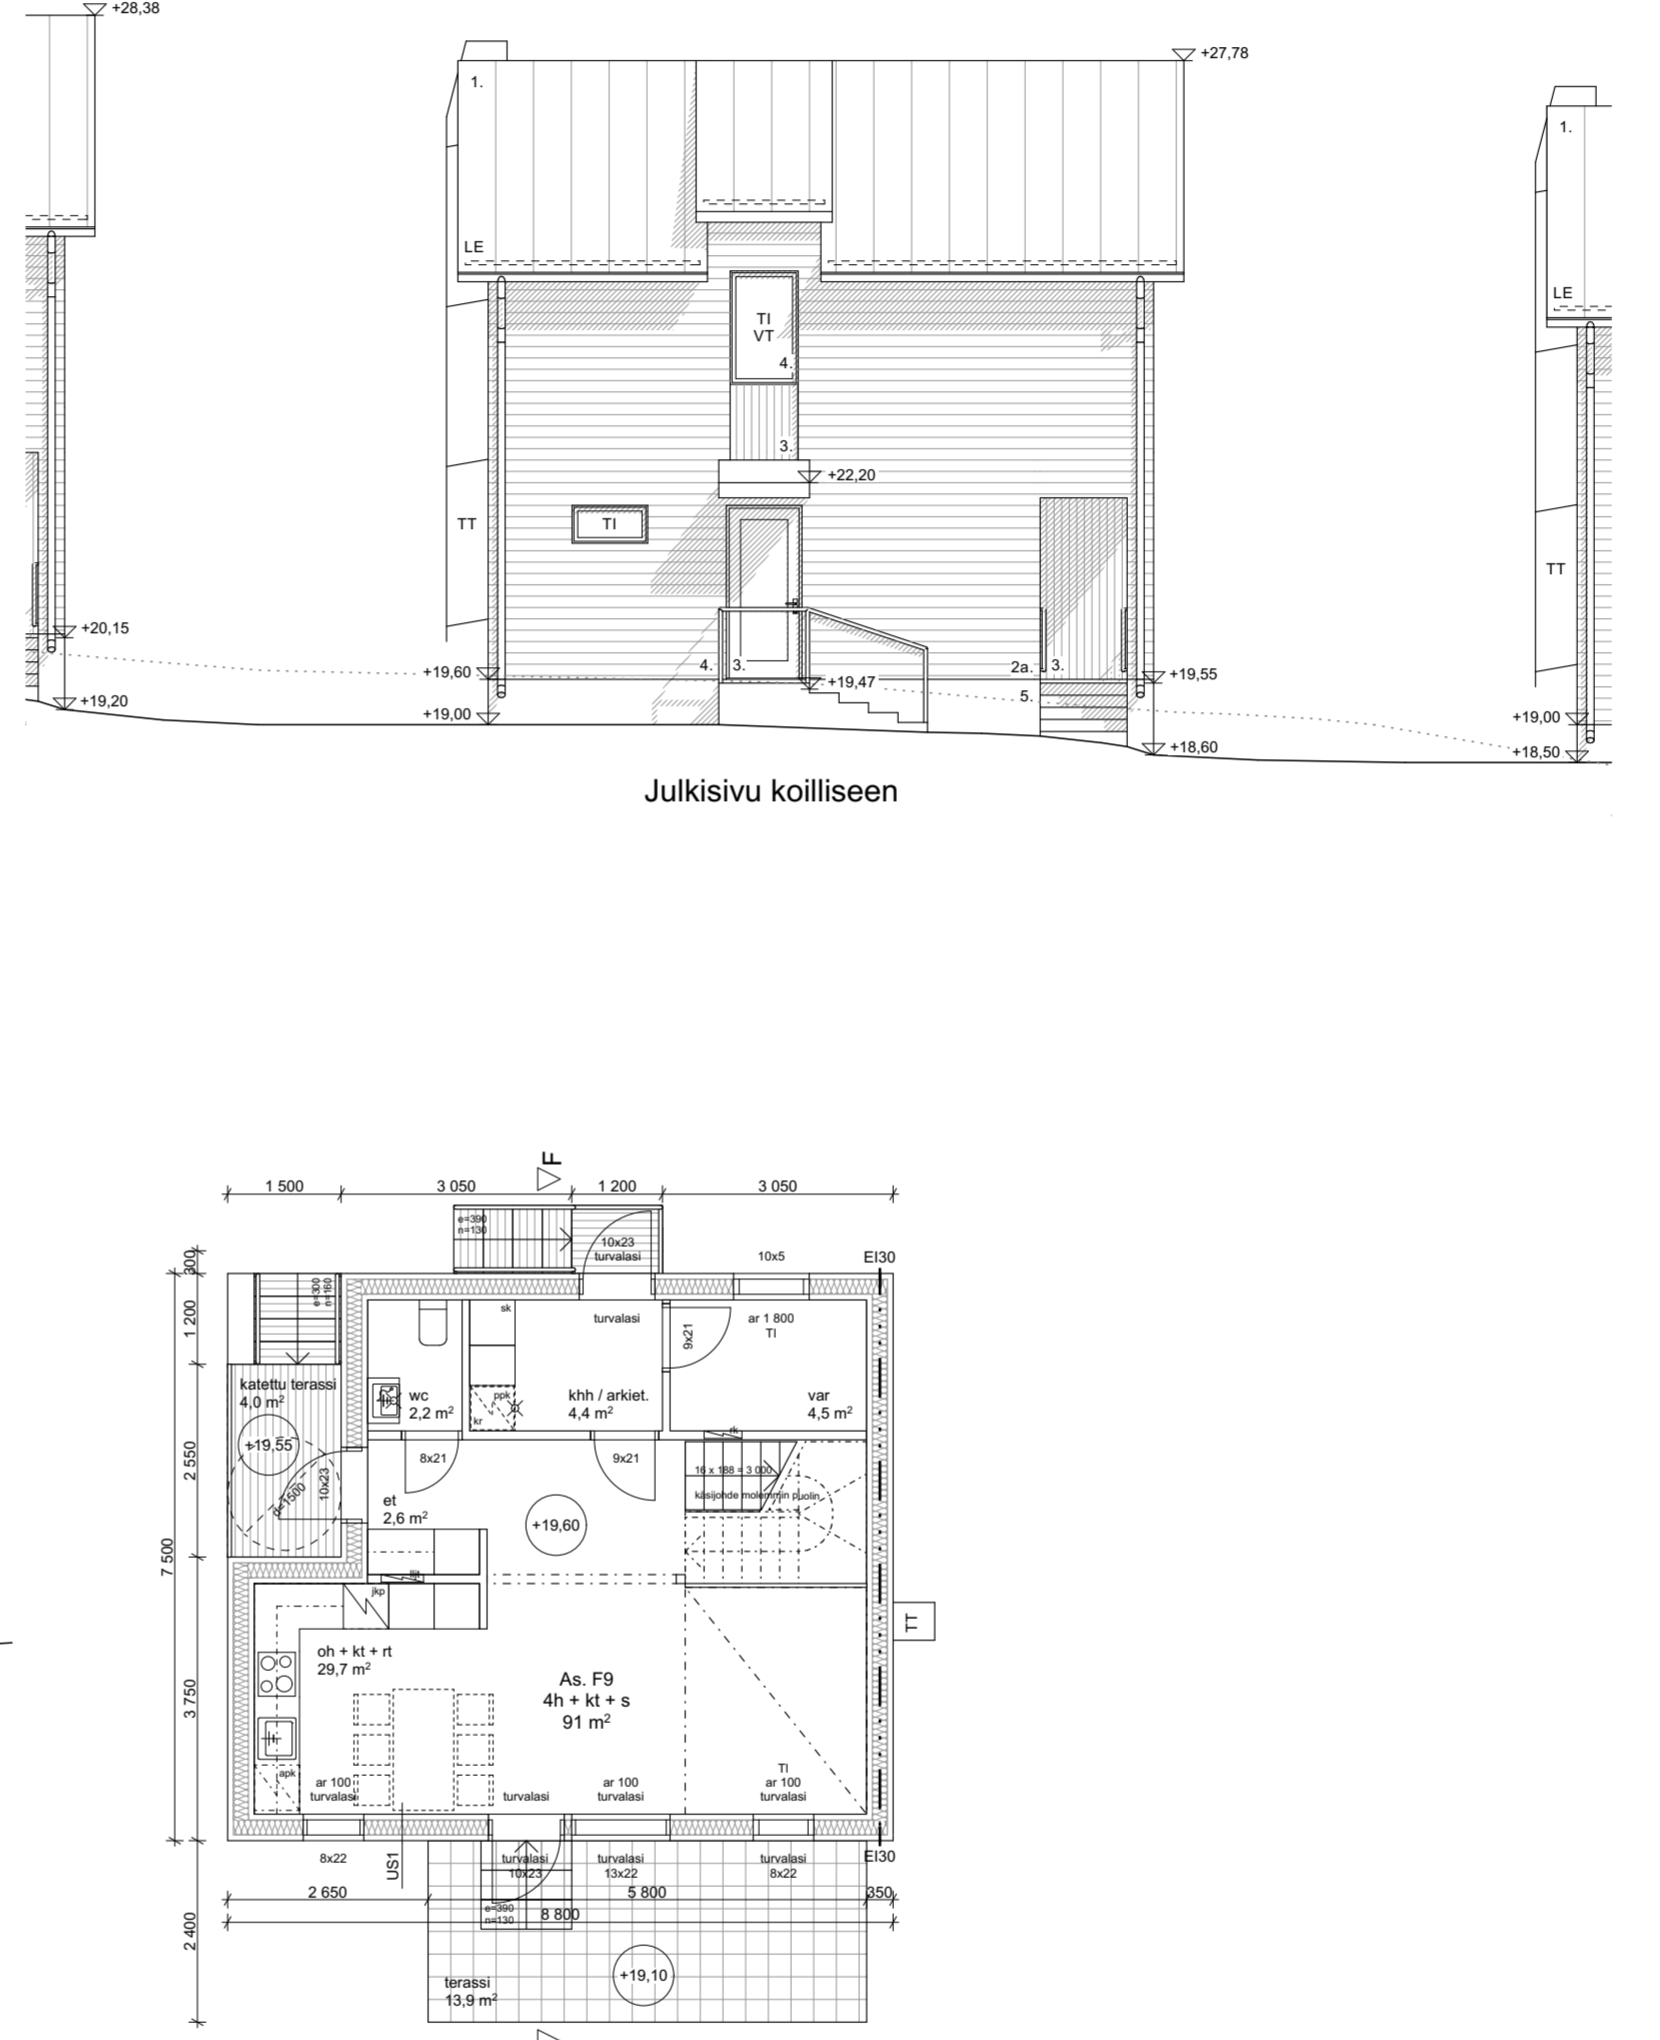 +28,38
+27,78
1.
1.
LE
LE
TI
VT
4.
3.
+22,20
TT
TI
TT
+20,15
+19,60
4.
3.
+19,47
2a.
3.
+19,55
5.
+19,20
+19,00
+19,00
+18,60
+18,50
Julkisivu koilliseen
F
1 500
3 050
1 200
3 050
e=390
n=130
10x23
turvalasi
10x5
EI30
300
e=300
n=160
1 200
sk
turvalasi
9x21
ar 1 800
TI
katettu terassi
4,0 m²
wc
2,2 m²
ppk
kr
khh / arkiet.
4,4 m²
var
4,5 m²
rk
+19,55
2 550
8x21
9x21
16 x 188 = 3 000
käsijohde molemmin puolin
10x23
d=1500
et
2,6 m²
+19,60
7 500
jkp
TT
oh + kt + rt
29,7 m²
As. F9
4h + kt + s
91 m²
3 750
apk
ar 100
turvalasi
turvalasi
ar 100
turvalasi
TI
ar 100
turvalasi
8x22
US1
turvalasi
10x23
turvalasi
13x22
turvalasi
8x22
EI30
2 650
5 800
350
e=390
n=130
8 800
2 400
+19,10
terassi
13,9 m²